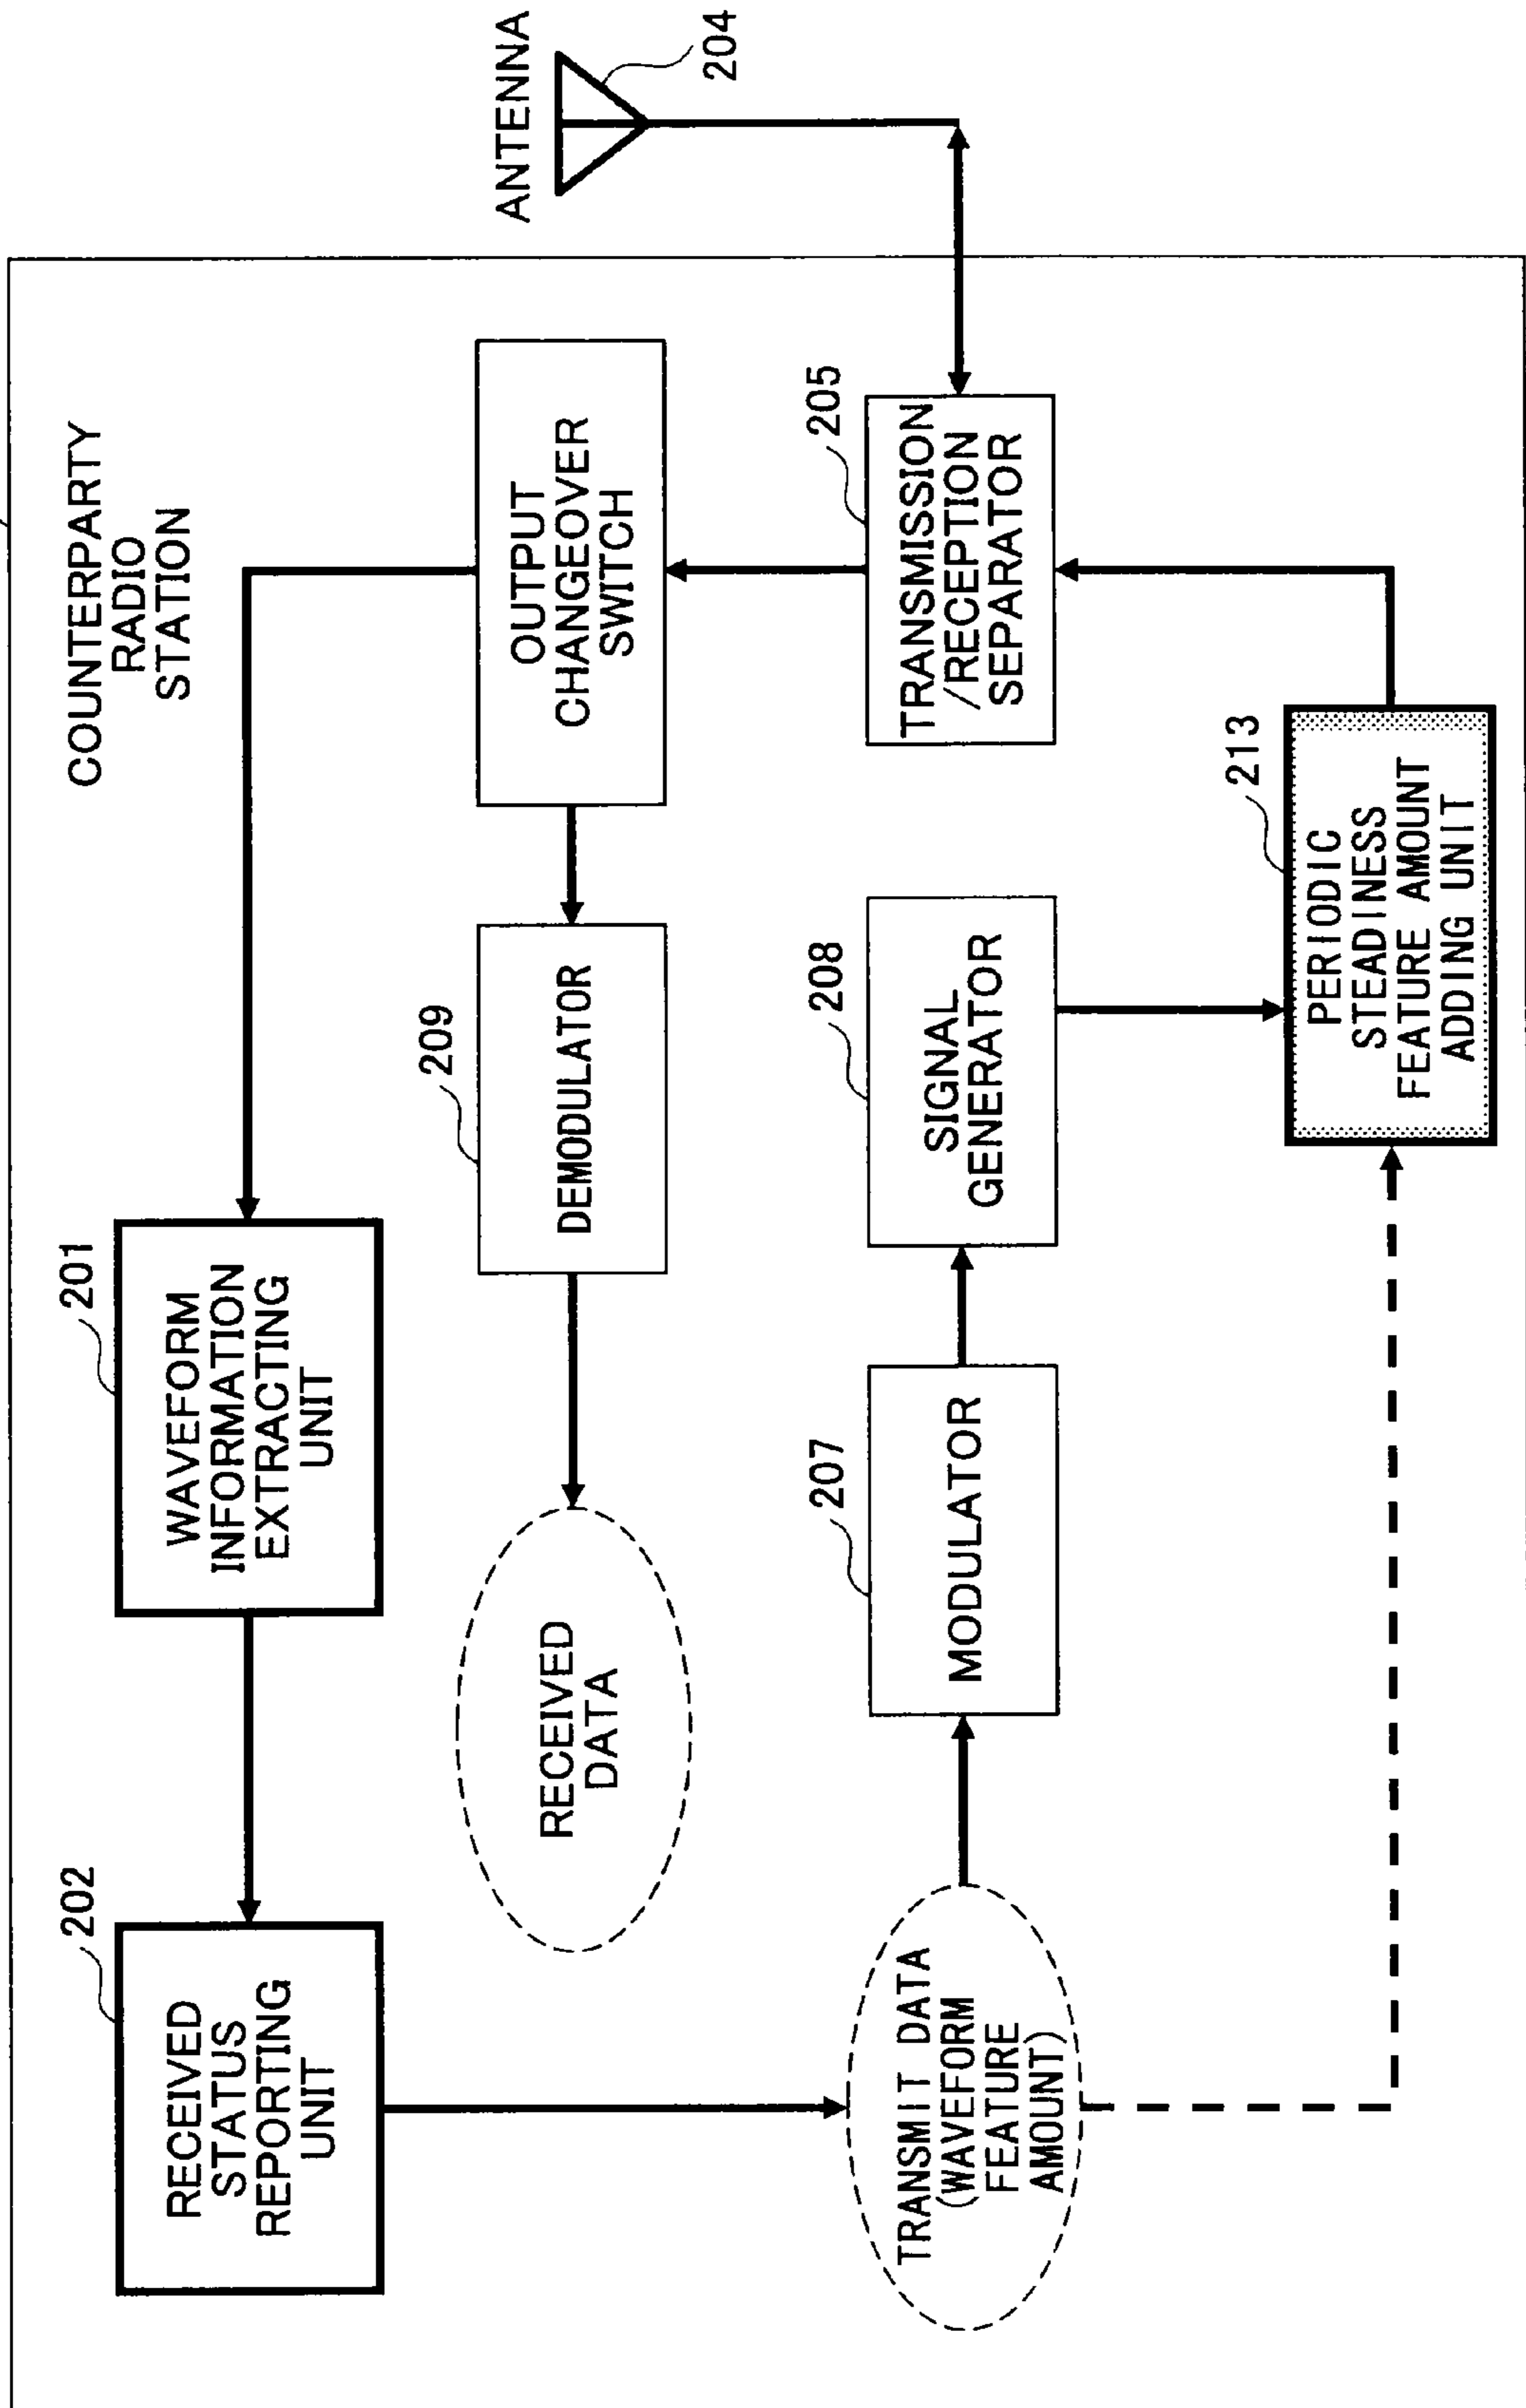 COUNTERPARTY
RADIO
STATION
ANTENNA
204
202
RECEIVED
STATUS
REPORTING
UNIT
201
WAVEFORM
INFORMATION
EXTRACTING
UNIT
RECEIVED
DATA
209
DEMODULATOR
OUTPUT
CHANGEOVER
SWITCH
TRANSMIT DATA
(WAVEFORM
FEATURE
AMOUNT)
207
MODULATOR
208
SIGNAL
GENERATOR
205
TRANSMISSION
/RECEPTION
SEPARATOR
213
PERIODIC
STEADINESS
FEATURE AMOUNT
ADDING UNIT